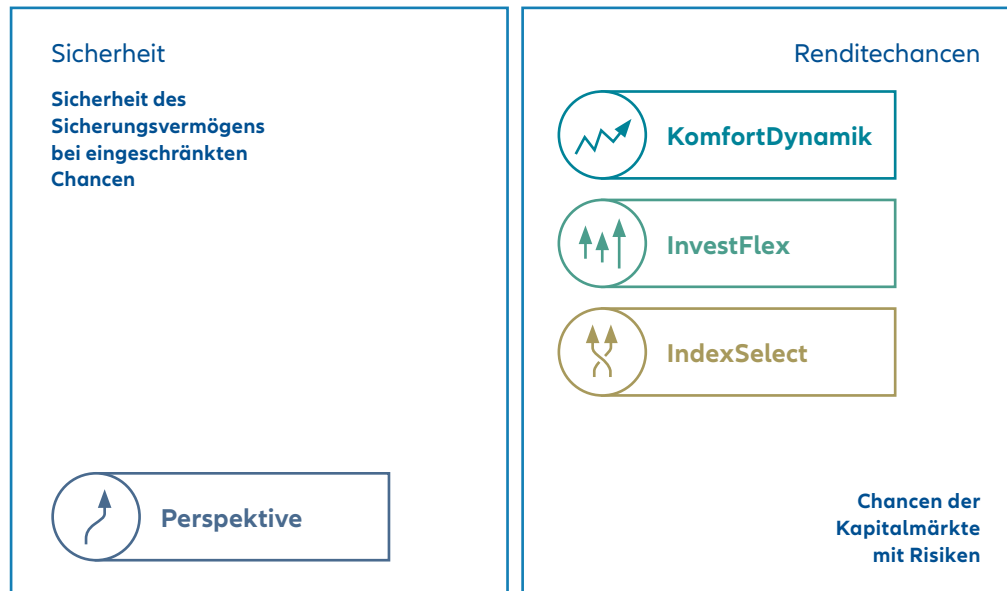 Sicherheit
Sicherheit des
Sicherungsvermögens
bei eingeschränkten
Chancen
Perspektive
Renditechancen
KomfortDynamik
InvestFlex
IndexSelect
Chancen der
Kapitalmärkte
mit Risiken